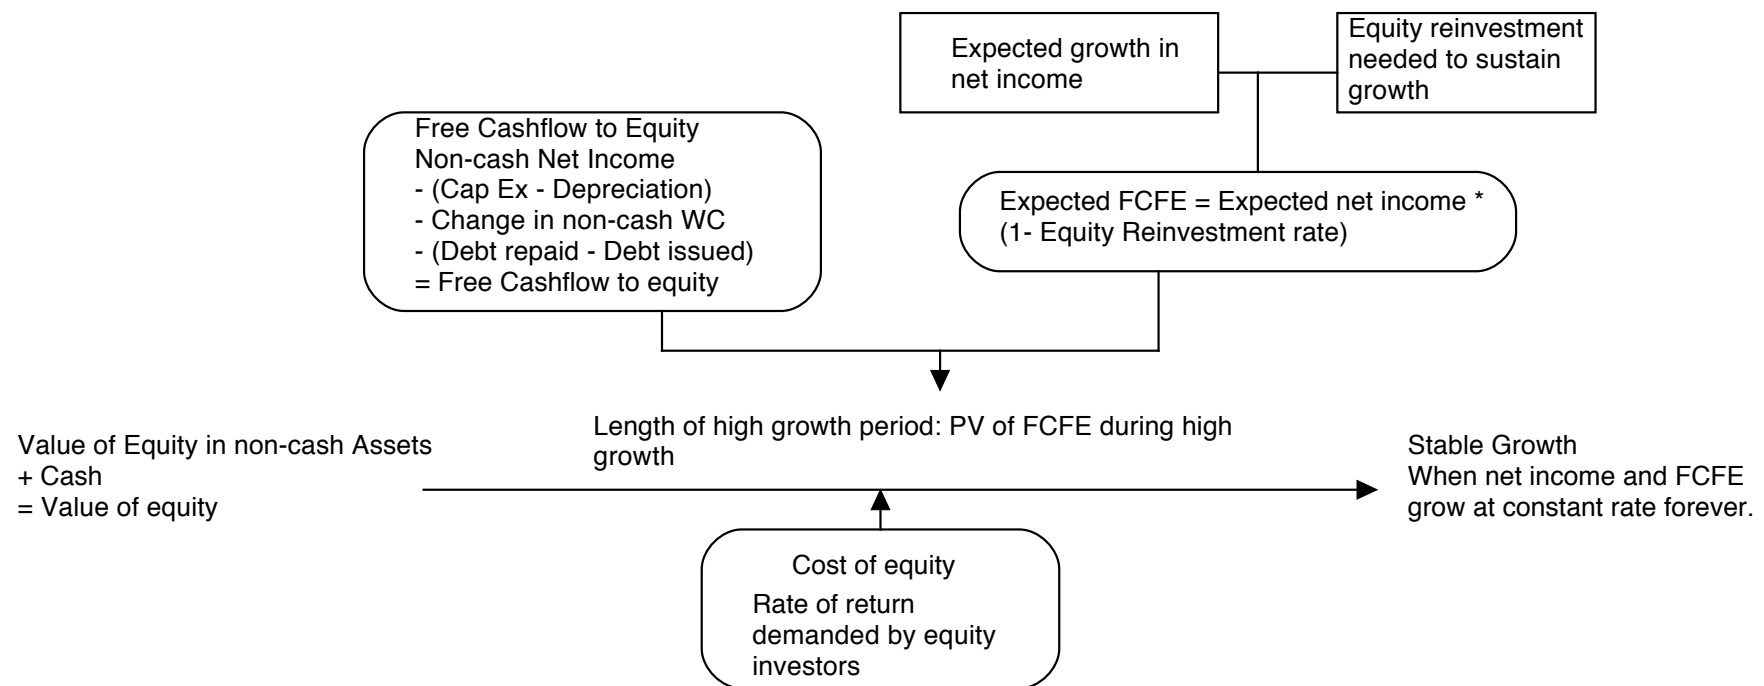 Expected growth in
net income
Equity reinvestment
needed to sustain
growth
Free Cashflow to Equity
Non-cash Net Income
- (Cap Ex - Depreciation)
- Change in non-cash WC
- (Debt repaid - Debt issued)
= Free Cashflow to equity
Expected FCFE = Expected net income *
(1- Equity Reinvestment rate)
Value of Equity in non-cash Assets
+ Cash
= Value of equity
Length of high growth period: PV of FCFE during high
growth
Stable Growth
When net income and FCFE
grow at constant rate forever.
Cost of equity
Rate of return
demanded by equity
investors